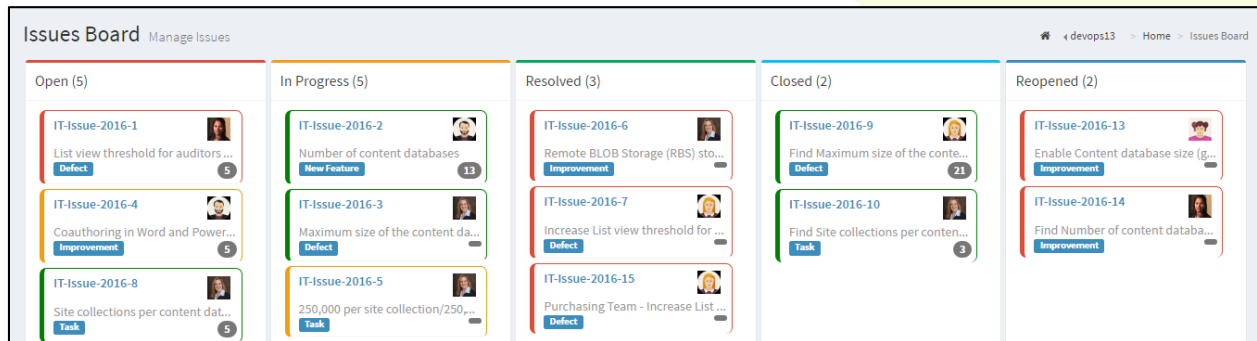 Issues Board Manage Issues
devops13 > Home > Issues Board
Open (5)
IT-Issue-2016-1
List view threshold for auditors ...
Defect
5
IT-Issue-2016-4
Coauthoring in Word and Power...
Improvement
5
IT-Issue-2016-8
Site collections per content dat...
Task
5
In Progress (5)
IT-Issue-2016-2
Number of content databases
New Feature
13
IT-Issue-2016-3
Maximum size of the content da...
Defect
IT-Issue-2016-5
250,000 per site collection/250,...
Task
Resolved (3)
IT-Issue-2016-6
Remote BLOB Storage (RBS) sto...
Improvement
IT-Issue-2016-7
Increase List view threshold for ...
Defect
IT-Issue-2016-15
Purchasing Team - Increase List ...
Defect
Closed (2)
IT-Issue-2016-9
Find Maximum size of the conte...
Defect
21
IT-Issue-2016-10
Find Site collections per conten...
Task
3
Reopened (2)
IT-Issue-2016-13
Enable Content database size (g...
Improvement
IT-Issue-2016-14
Find Number of content databa...
Improvement